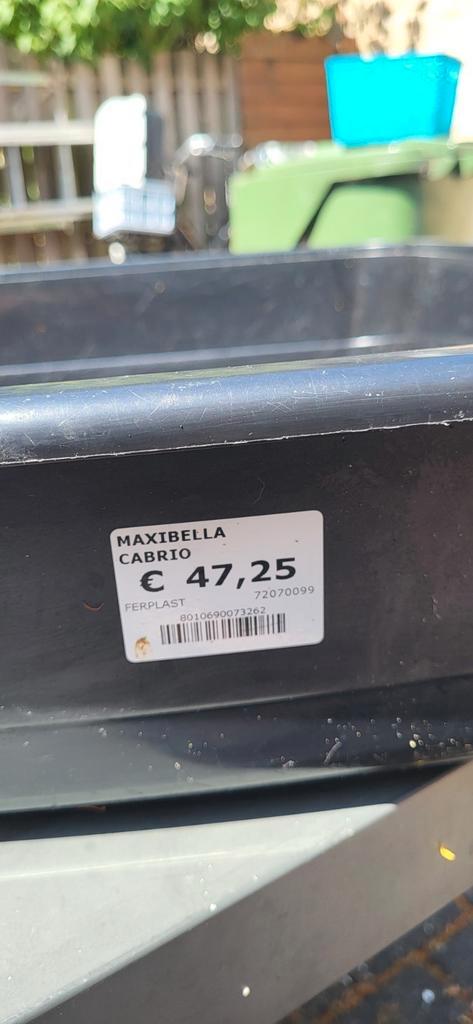 MAXIBELLA
CABRIO
€ 47,25
FERPLAST 72070099
8010690073262